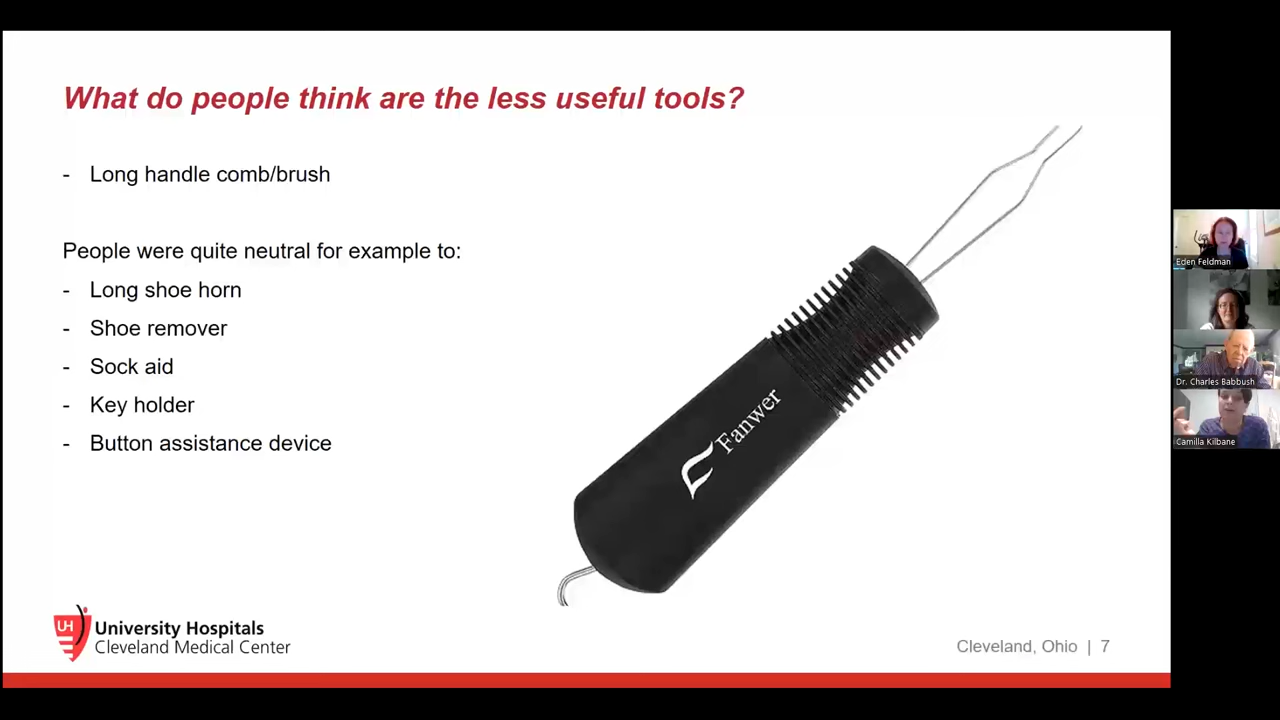 What do people think are the less useful tools?
- Long handle comb/brush
People were quite neutral for example to:
- Long shoe horn
- Shoe remover
- Sock aid
- Key holder
- Button assistance device
Fanwer
UH
University Hospitals
Cleveland Medical Center
Cleveland, Ohio | 7
Eden Feldman
Dr. Charles Babbush
Camilla Kilbane